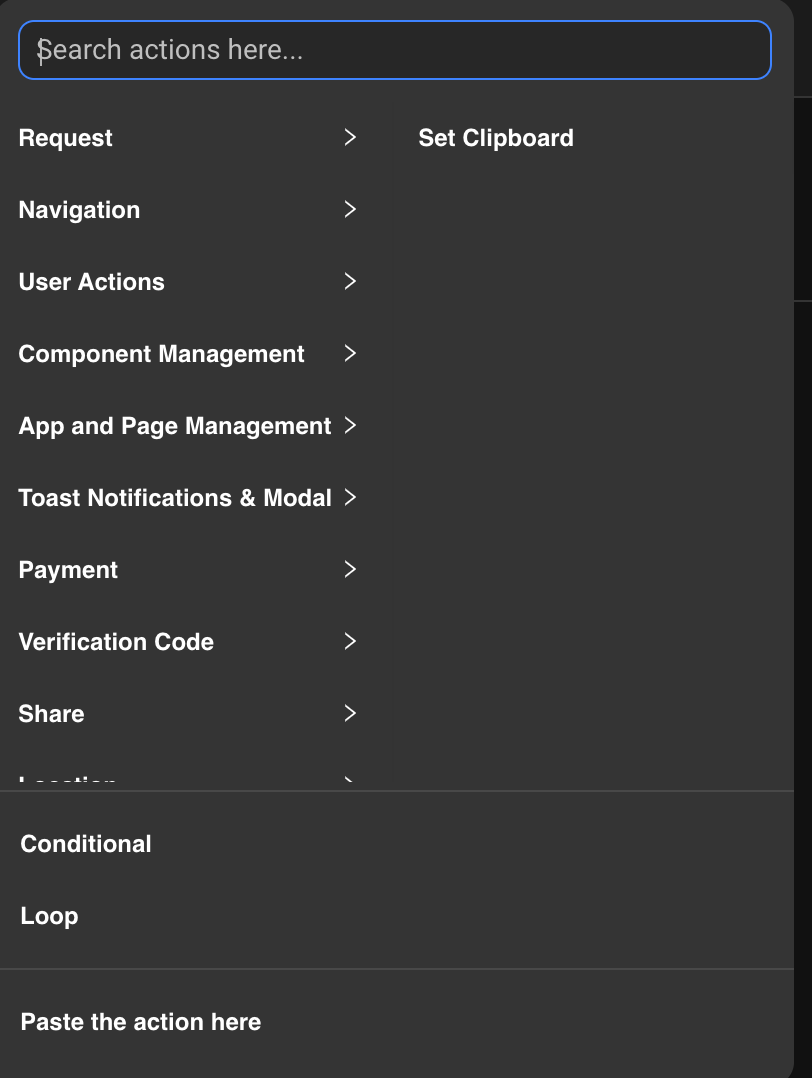 Search actions here...
Request
Set Clipboard
Navigation
User Actions
Component Management
App and Page Management
Toast Notifications & Modal
Payment
Verification Code
Share
Location
Conditional
Loop
Paste the action here